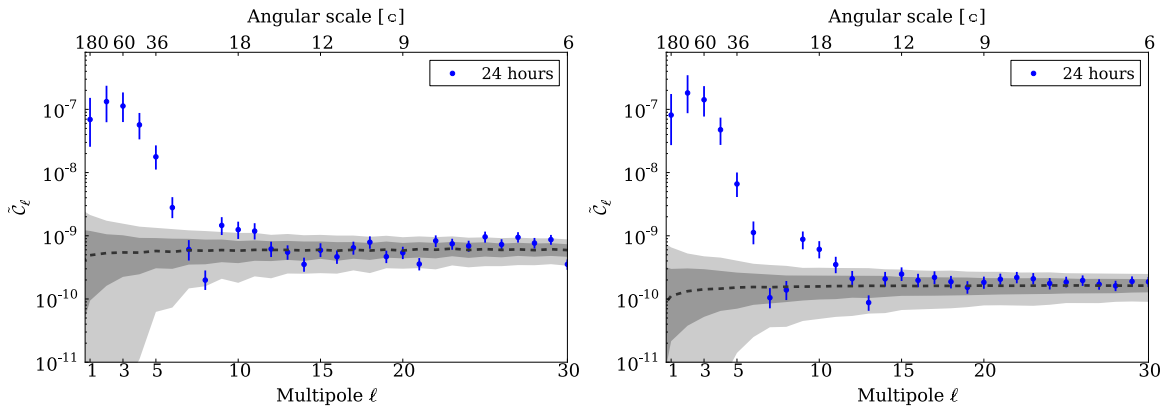 Angular scale [ c]
180 60 36 18 12 9 6
24 hours
10^-7
10^-8
10^-9
10^-10
10^-11
C̃_ℓ
1 3 5 10 15 20 30
Multipole ℓ
Angular scale [ c]
180 60 36 18 12 9 6
24 hours
10^-7
10^-8
10^-9
10^-10
10^-11
C̃_ℓ
1 3 5 10 15 20 30
Multipole ℓ